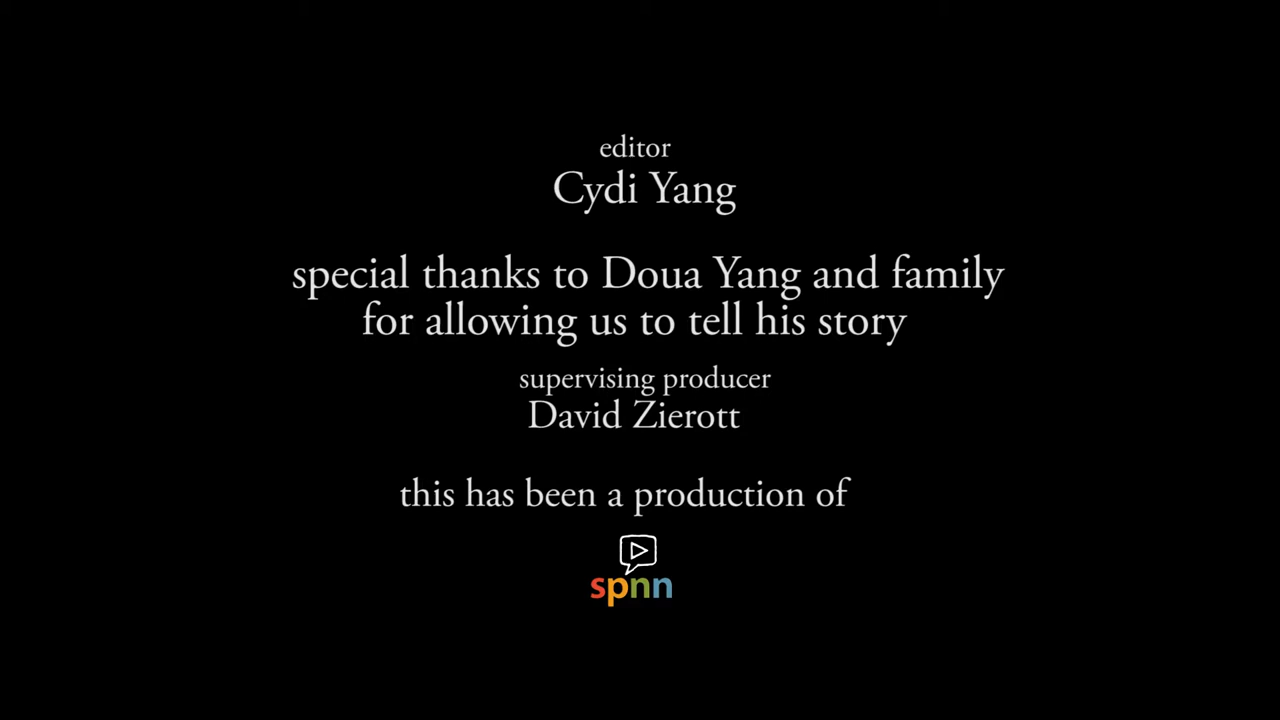 editor
Cydi Yang
special thanks to Doua Yang and family
for allowing us to tell his story
supervising producer
David Zierott
this has been a production of
spnn